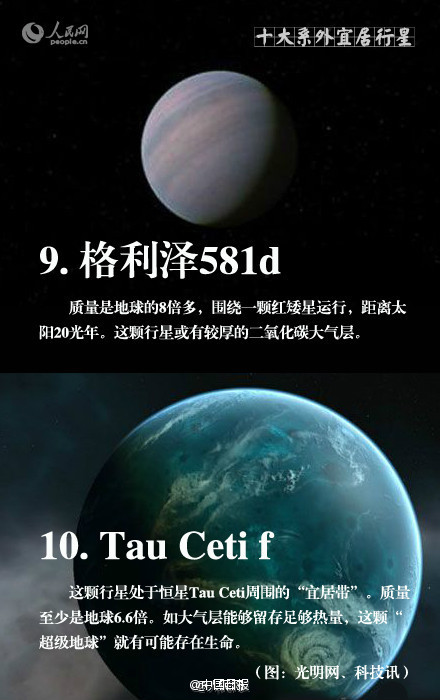 人民网
people.cn
十大系外宜居行星
9. 格利泽581d
质量是地球的8倍多，围绕一颗红矮星运行，距离太
阳20光年。这颗行星或有较厚的二氧化碳大气层。
10. Tau Ceti f
这颗行星处于恒星Tau Ceti周围的“宜居带”。质量
至少是地球6.6倍。如大气层能够留存足够热量，这颗“
超级地球”就有可能存在生命。
（图：光明网、科技讯）
@中国日报